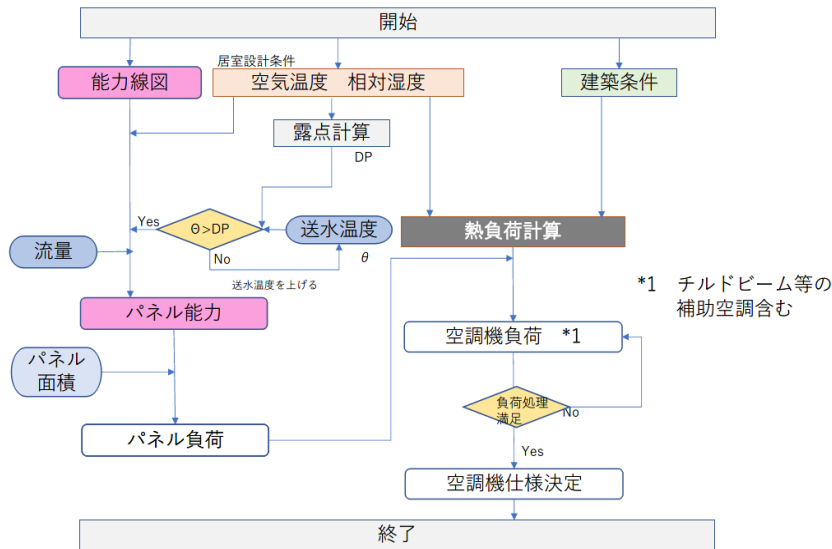 開始
居室設計条件
能力線図
空気温度　相対湿度
建築条件
露点計算
DP
Yes
Θ>DP
送水温度
熱負荷計算
流量
No
θ
送水温度を上げる
*1　チルドビーム等の
補助空調含む
パネル能力
空調機負荷　*1
パネル
面積
負荷処理
満足
No
パネル負荷
Yes
空調機仕様決定
終了